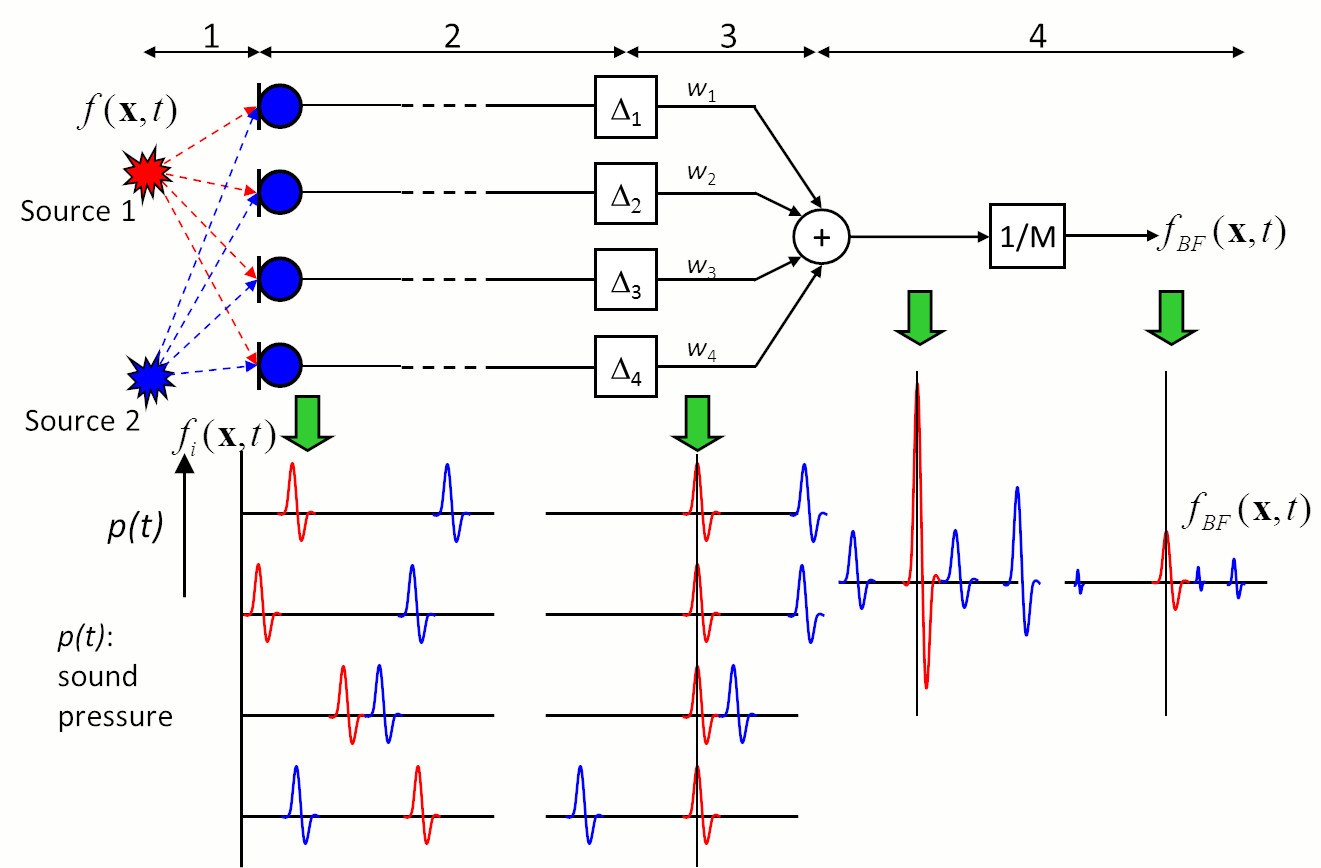 1 2 3 4
f(x,t)
Source 1
Source 2
Δ1 w1
Δ2 w2
Δ3 w3
Δ4 w4
+
1/M
fBF(x,t)
fi(x,t)
p(t)
p(t):
sound
pressure
fBF(x,t)